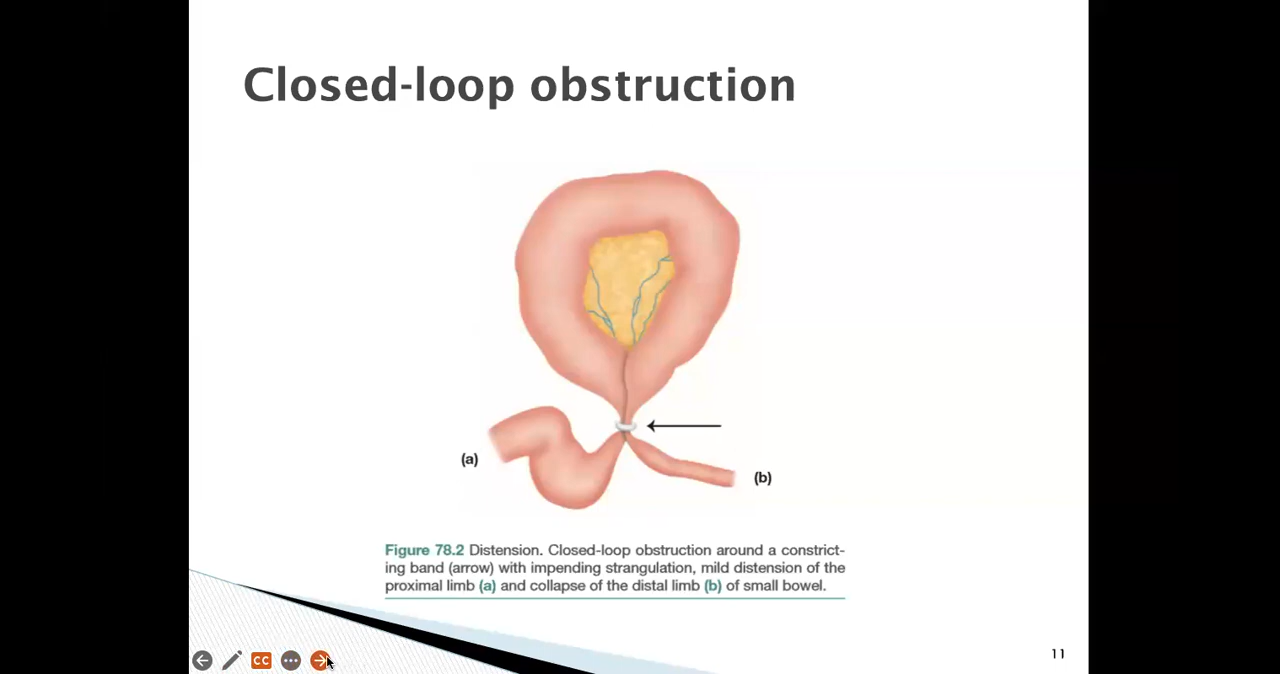 Closed-loop obstruction
(a)
(b)
Figure 78.2 Distension. Closed-loop obstruction around a constrict-
ing band (arrow) with impending strangulation, mild distension of the
proximal limb (a) and collapse of the distal limb (b) of small bowel.
CC
11